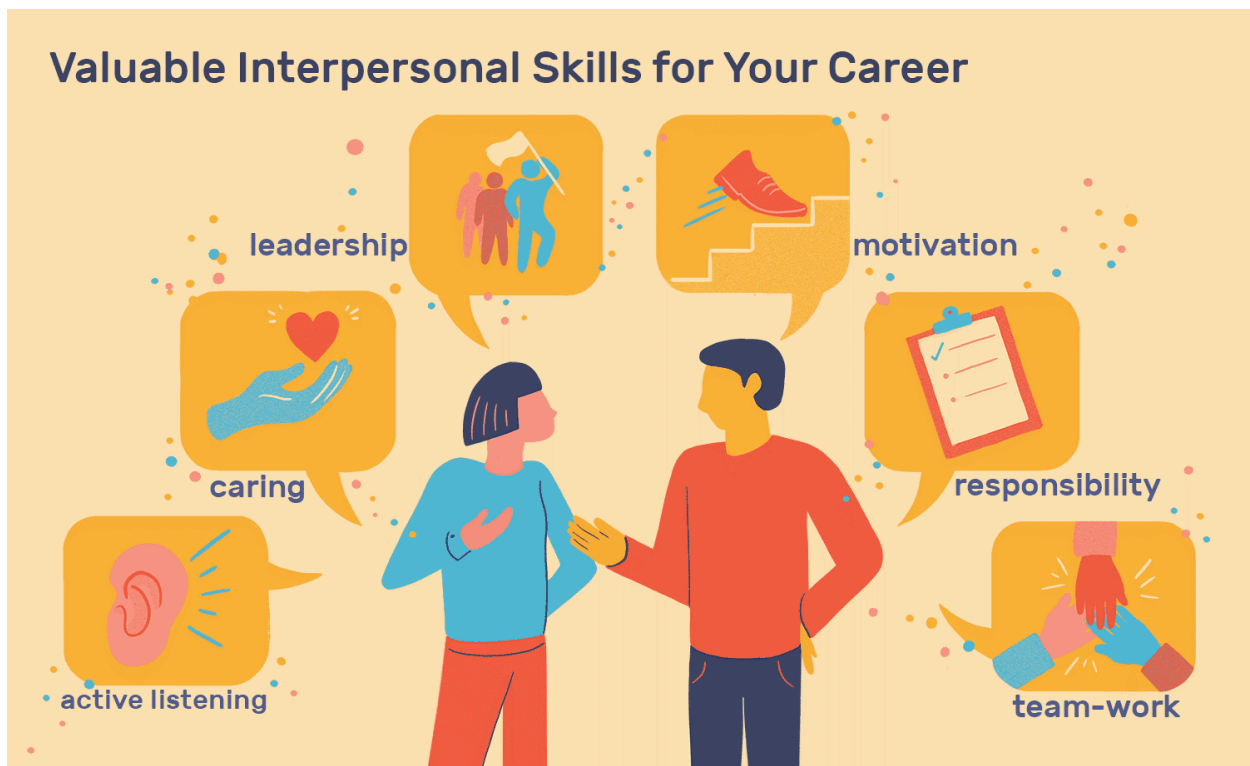 Valuable Interpersonal Skills for Your Career
leadership
motivation
caring
responsibility
active listening
team-work